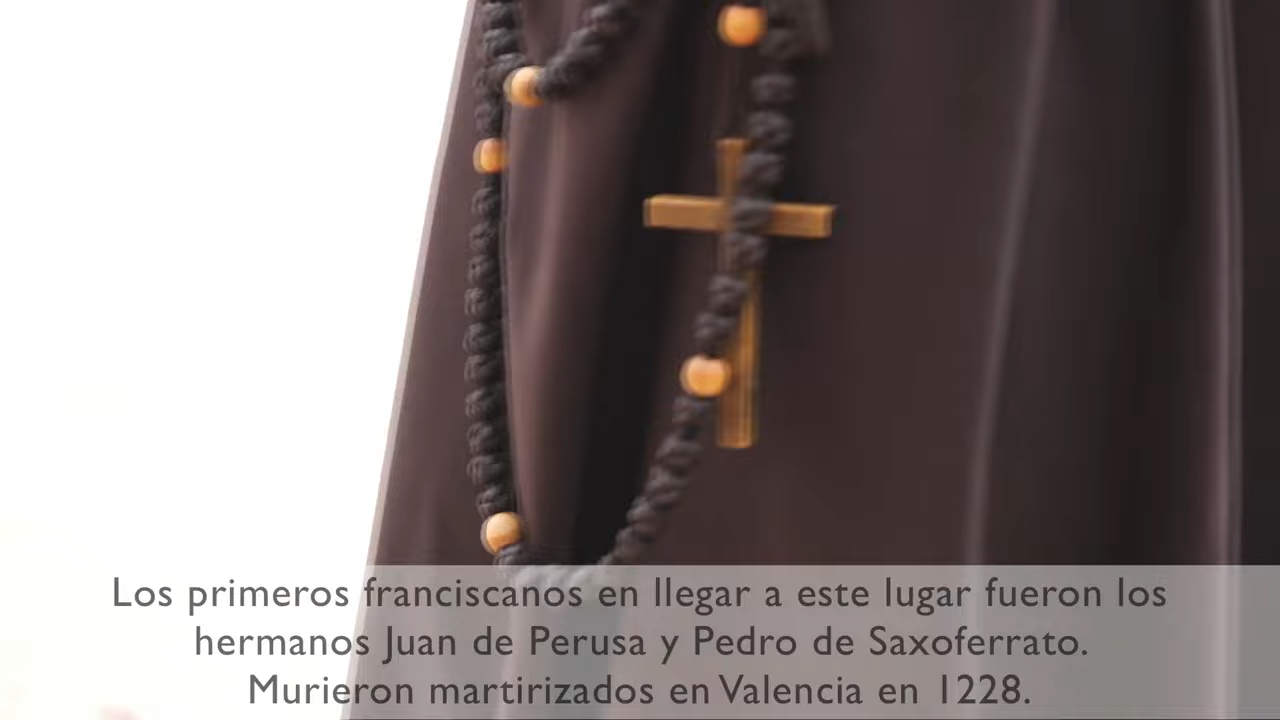 Los primeros franciscanos en llegar a este lugar fueron los
hermanos Juan de Perusa y Pedro de Saxoferrato.
Murieron martirizados en Valencia en 1228.